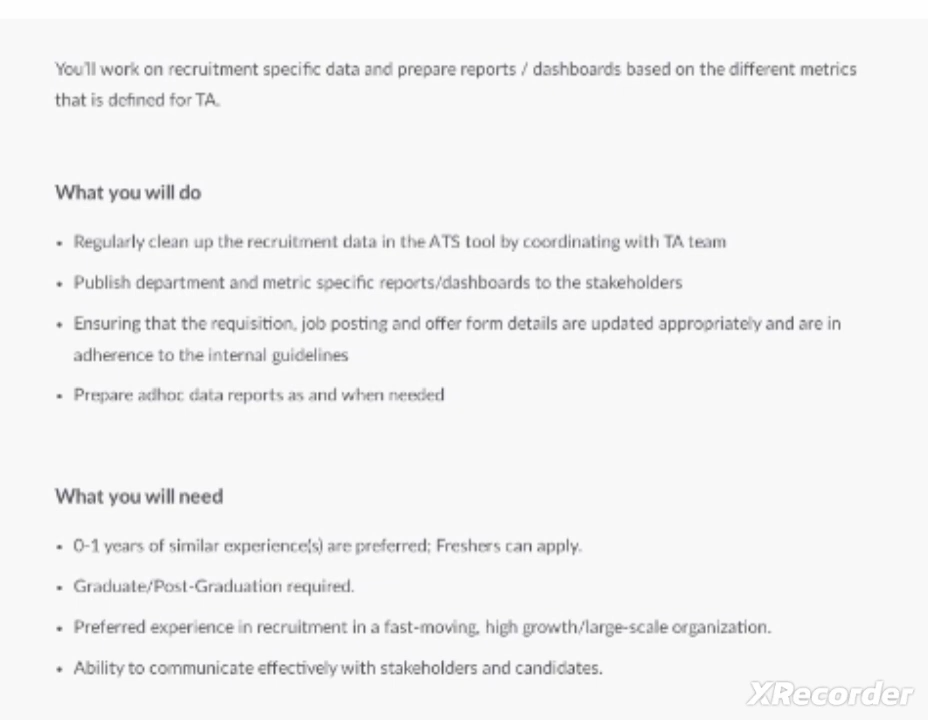 You'll work on recruitment specific data and prepare reports / dashboards based on the different metrics
that is defined for TA.
What you will do
• Regularly clean up the recruitment data in the ATS tool by coordinating with TA team
• Publish department and metric specific reports/dashboards to the stakeholders
• Ensuring that the requisition, job posting and offer form details are updated appropriately and are in
adherence to the internal guidelines
• Prepare adhoc data reports as and when needed
What you will need
• 0-1 years of similar experience(s) are preferred; Freshers can apply.
• Graduate/Post-Graduation required.
• Preferred experience in recruitment in a fast-moving, high growth/large-scale organization.
• Ability to communicate effectively with stakeholders and candidates.
XRecorder